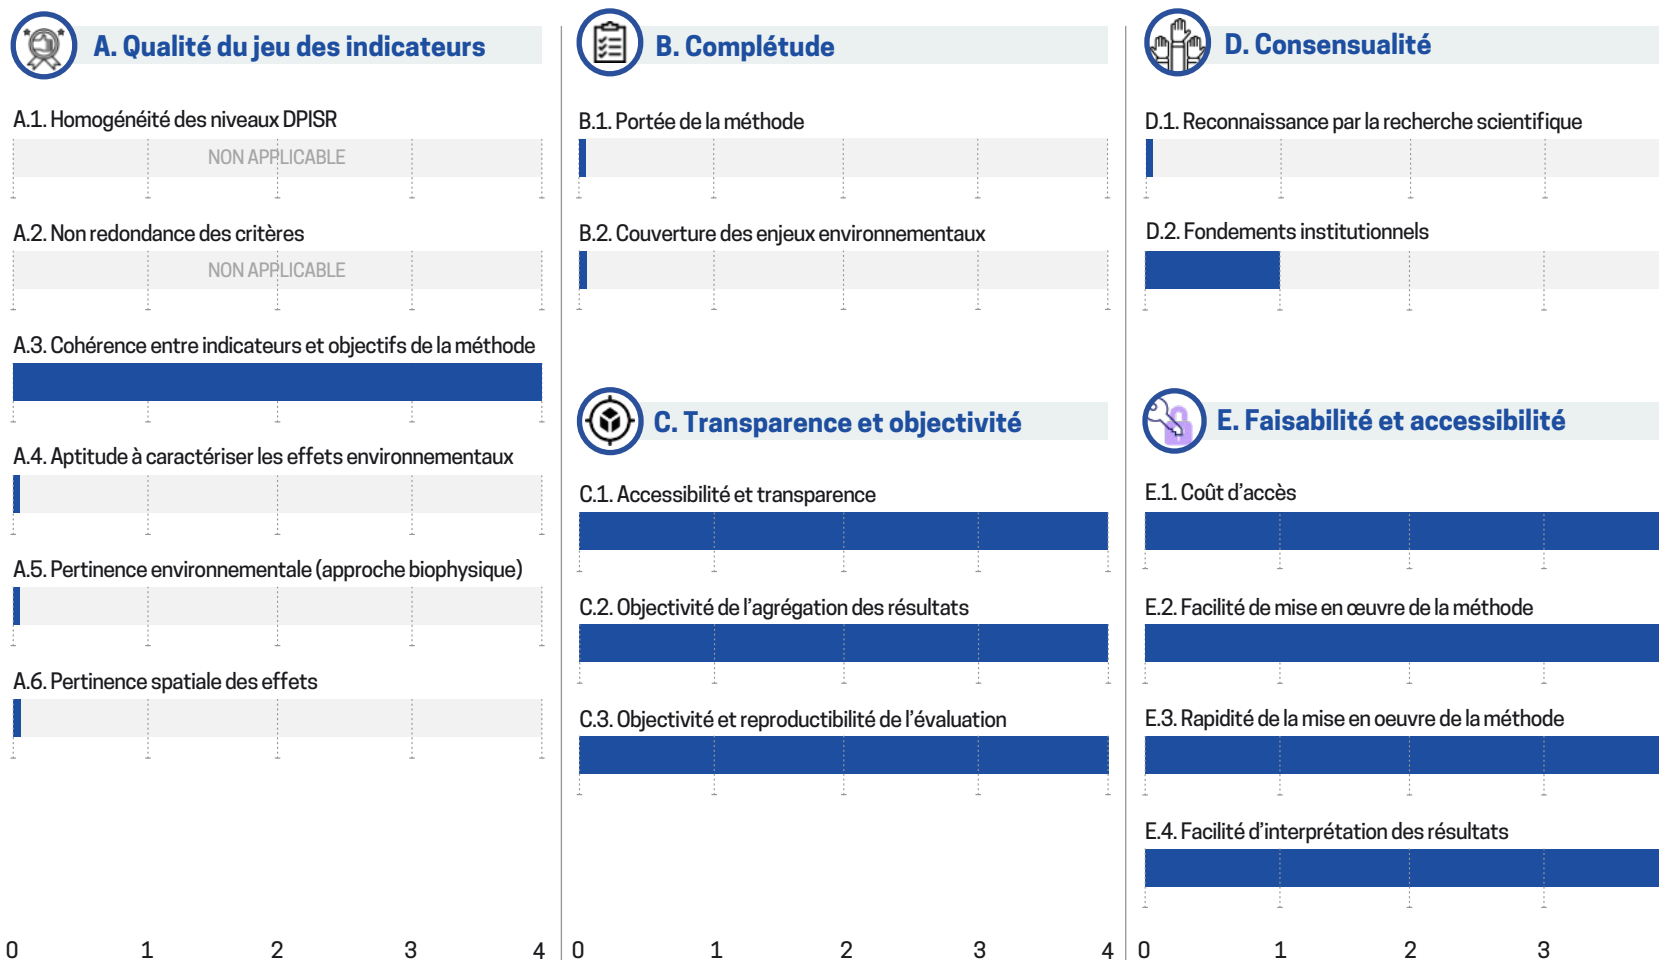 A. Qualité du jeu des indicateurs
A.1. Homogénéité des niveaux DPISR
NON APPLICABLE
A.2. Non redondance des critères
NON APPLICABLE
A.3. Cohérence entre indicateurs et objectifs de la méthode
A.4. Aptitude à caractériser les effets environnementaux
A.5. Pertinence environnementale (approche biophysique)
A.6. Pertinence spatiale des effets
0 1 2 3 4
B. Complétude
B.1. Portée de la méthode
B.2. Couverture des enjeux environnementaux
C. Transparence et objectivité
C.1. Accessibilité et transparence
C.2. Objectivité de l'agrégation des résultats
C.3. Objectivité et reproductibilité de l'évaluation
0 1 2 3 4
D. Consensualité
D.1. Reconnaissance par la recherche scientifique
D.2. Fondements institutionnels
E. Faisabilité et accessibilité
E.1. Coût d'accès
E.2. Facilité de mise en œuvre de la méthode
E.3. Rapidité de la mise en oeuvre de la méthode
E.4. Facilité d'interprétation des résultats
0 1 2 3